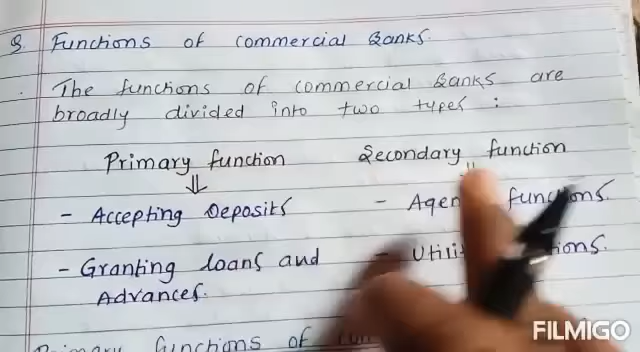 Q. Functions of commercial Banks.
The functions of commercial Banks are
broadly divided into two types :
Primary function
Secondary function
⇓
- Accepting Deposits
- functions.
- Granting loans and
Advances.
-
functions of
FILMIGO